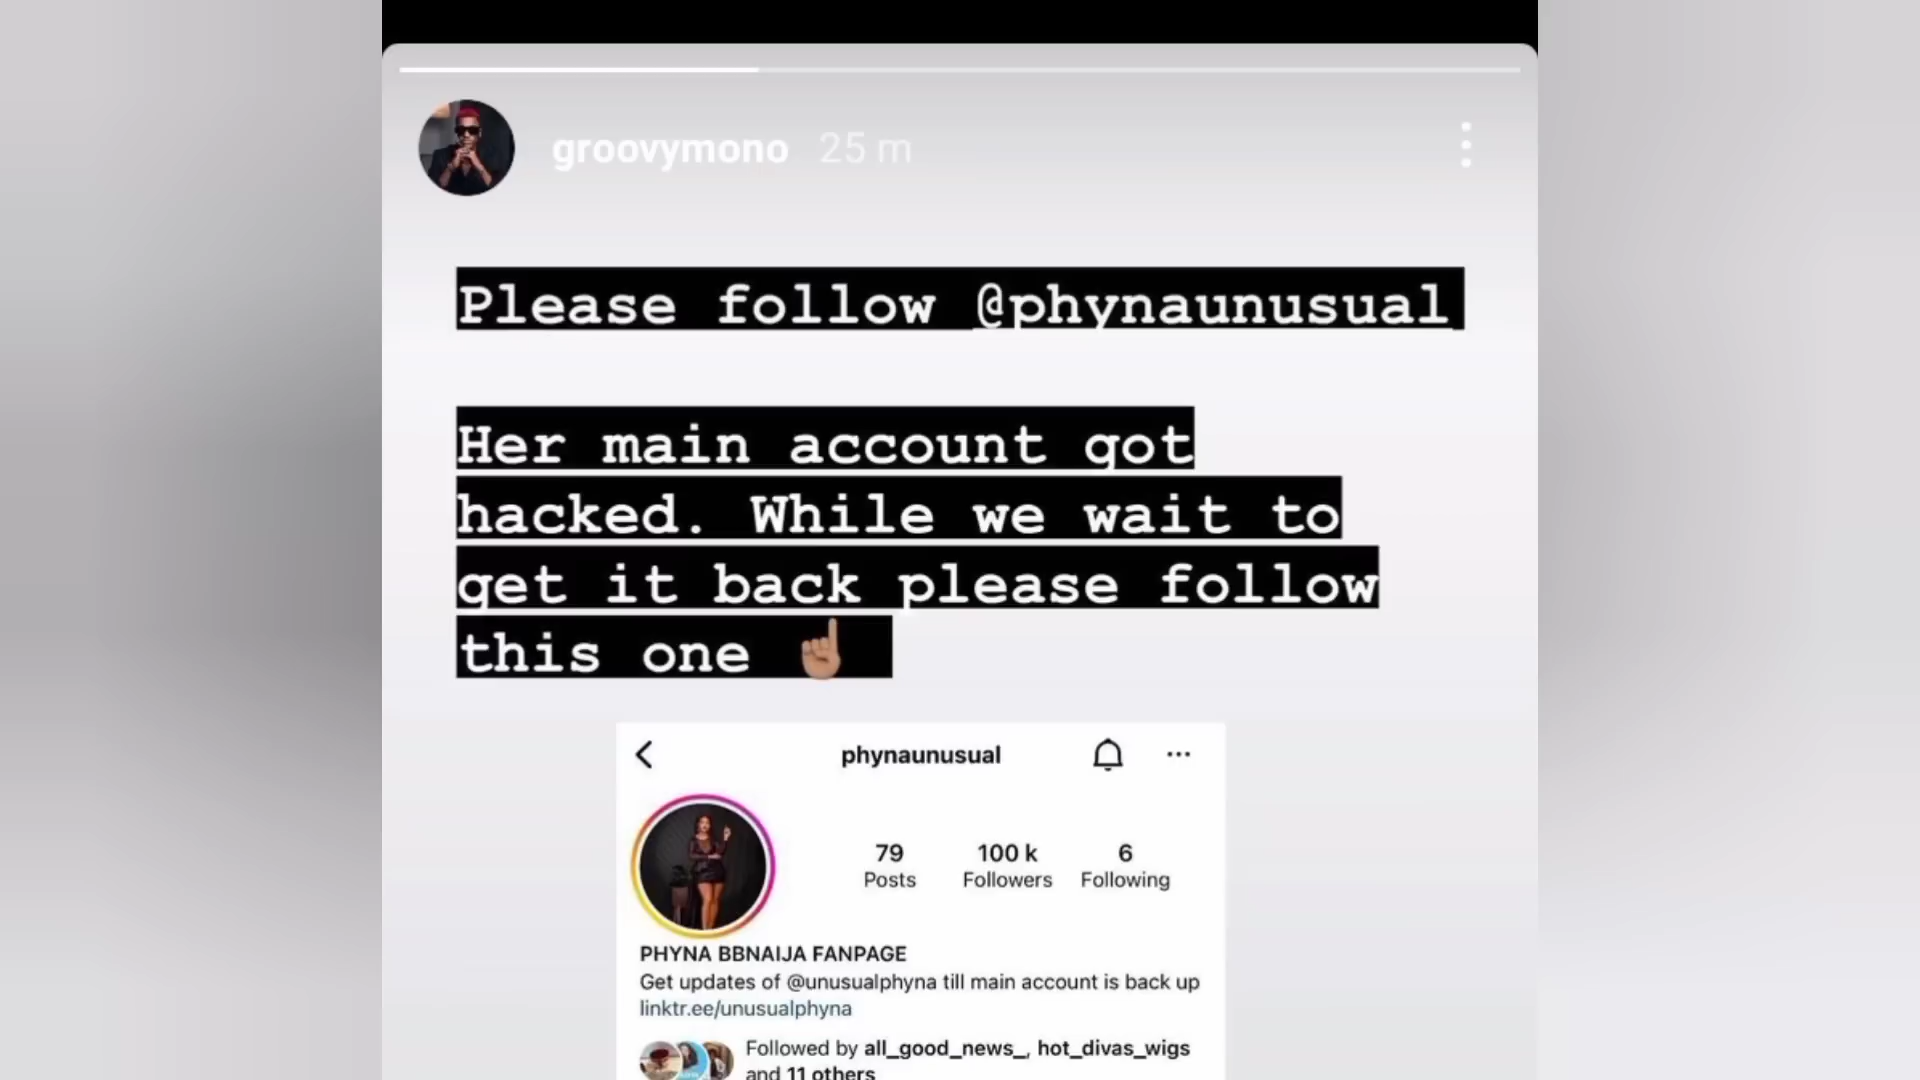 groovymono 25 m
Please follow @phynaunusual
Her main account got
hacked. While we wait to
get it back please follow
this one ☝🏽
phynaunusual
79 100 k 6
Posts Followers Following
PHYNA BBNAIJA FANPAGE
Get updates of @unusualphyna till main account is back up
linktr.ee/unusualphyna
Followed by all_good_news_, hot_divas_wigs
and 11 others